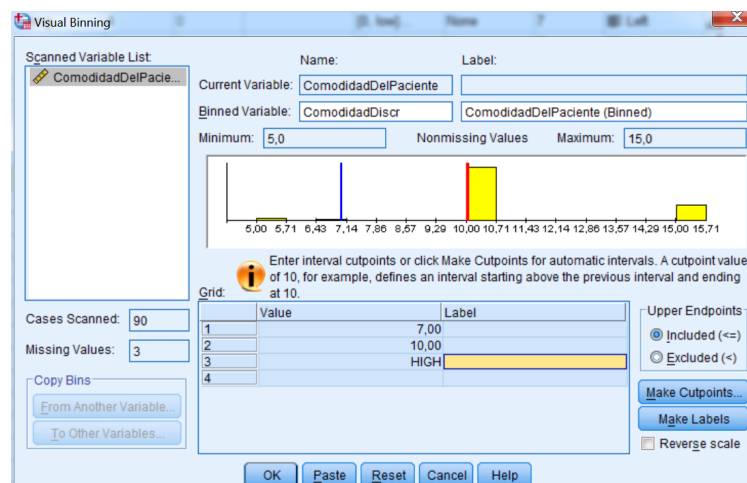 Visual Binning
Scanned Variable List:
ComodidadDelPacie...
Name: Label:
Current Variable: ComodidadDelPaciente
Binned Variable: ComodidadDiscr ComodidadDelPaciente (Binned)
Minimum: 5,0 Nonmissing Values Maximum: 15,0
5,00 5,71 6,43 7,14 7,86 8,57 9,29 10,00 10,71 11,43 12,14 12,86 13,57 14,29 15,00 15,71
Enter interval cutpoints or click Make Cutpoints for automatic intervals. A cutpoint value
of 10, for example, defines an interval starting above the previous interval and ending
at 10.
Grid:
Value Label
1 7,00
2 10,00
3 HIGH
4
Cases Scanned: 90
Missing Values: 3
Copy Bins
From Another Variable...
To Other Variables...
Upper Endpoints
Included (<=)
Excluded (<)
Make Cutpoints...
Make Labels
Reverse scale
OK Paste Reset Cancel Help